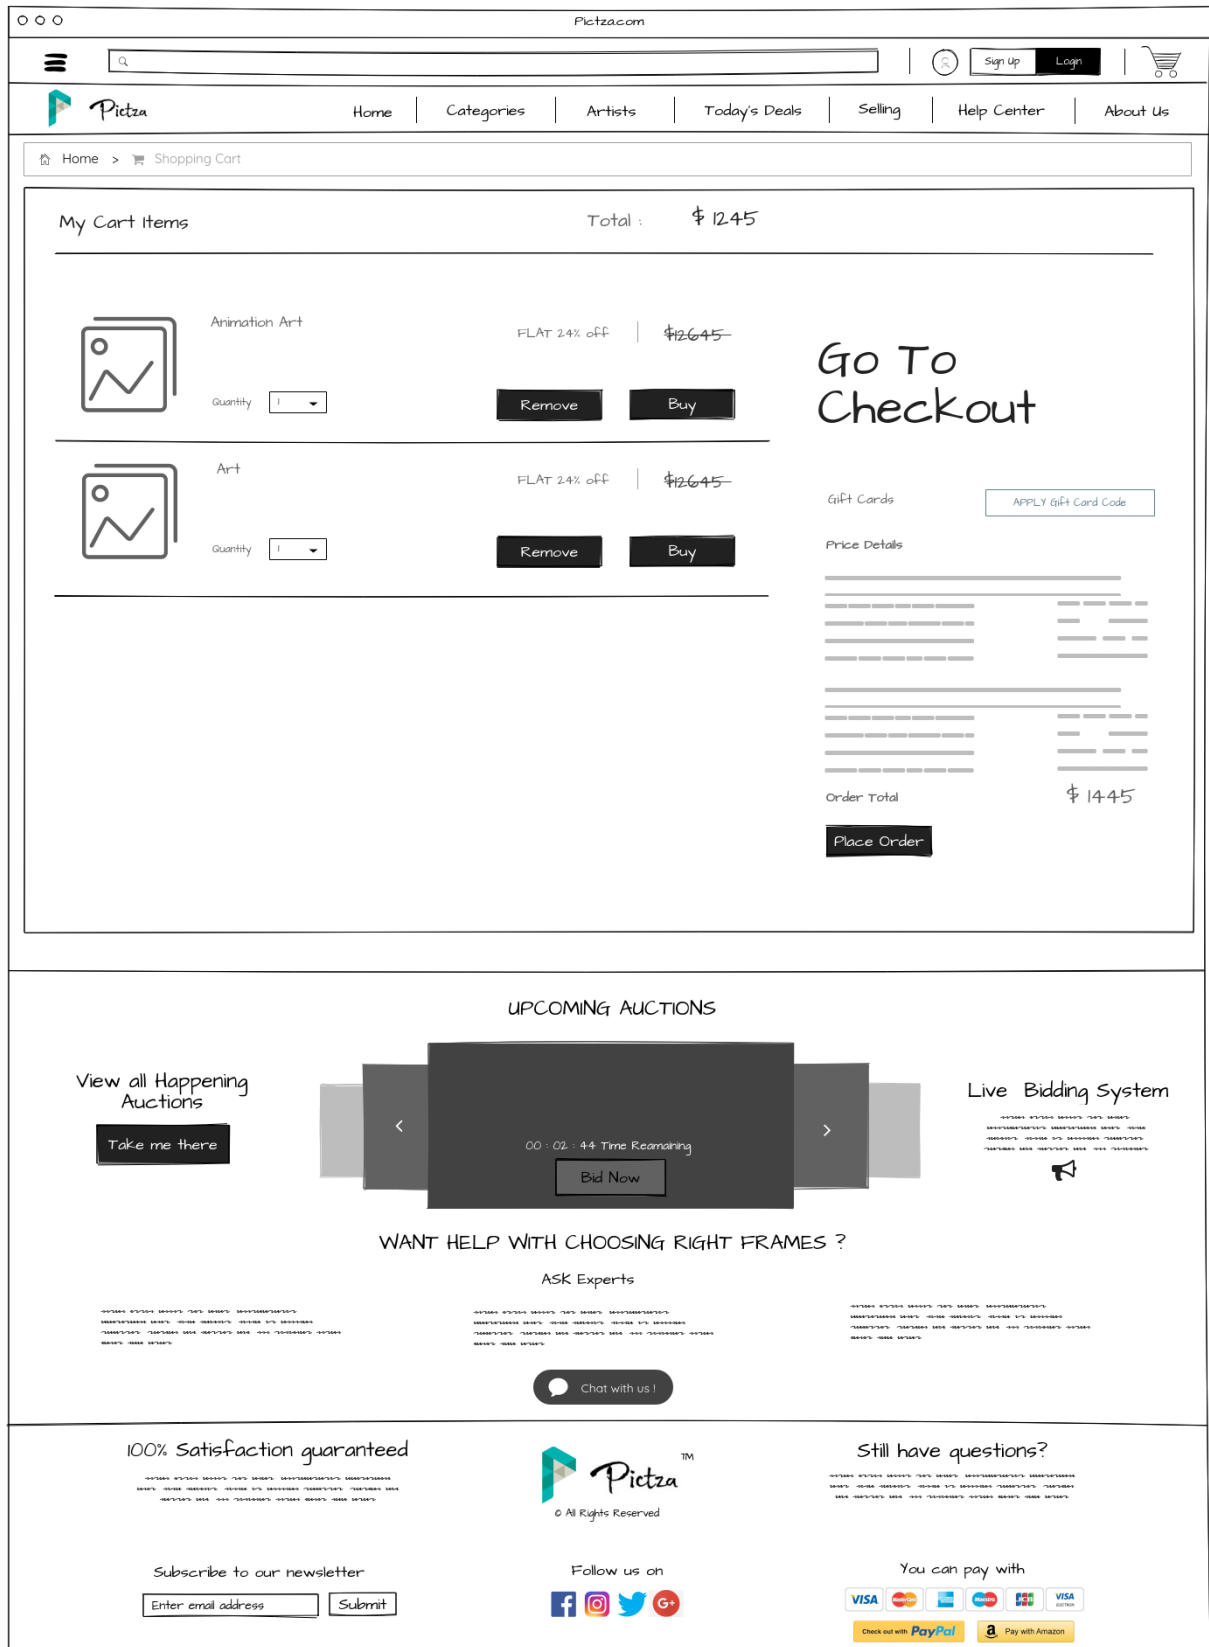 Pictza.com
Sign Up
Login
Pictza
Home
Categories
Artists
Today's Deals
Selling
Help Center
About Us
Home > Shopping Cart
My Cart Items
Total :
$ 1245
Animation Art
FLAT 24% off
$12645
Quantity
1
Remove
Buy
Art
FLAT 24% off
$12645
Quantity
1
Remove
Buy
Go To
Checkout
Gift Cards
APPLY Gift Card Code
Price Details
Order Total
$ 1445
Place Order
UPCOMING AUCTIONS
View all Happening
Auctions
Take me there
00 : 02 : 44 Time Reamaining
Bid Now
Live Bidding System
WANT HELP WITH CHOOSING RIGHT FRAMES ?
ASK Experts
Chat with us !
100% Satisfaction guaranteed
Pictza
TM
© All Rights Reserved
Still have questions?
Subscribe to our newsletter
Enter email address
Submit
Follow us on
G+
You can pay with
VISA
MasterCard
Maestro
JCB
VISA
ELECTRON
Check out with PayPal
a Pay with Amazon